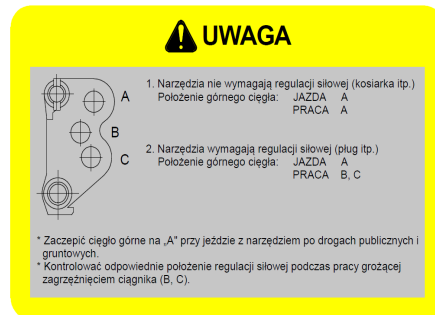 UWAGA
1. Narzędzia nie wymagają regulacji siłowej (kosiarka itp.)
Położenie górnego cięgła: JAZDA A
PRACA A
A
B
C
2. Narzędzia wymagają regulacji siłowej (pług itp.)
Położenie górnego cięgła: JAZDA A
PRACA B, C
* Zaczepić cięgło górne na „A" przy jeździe z narzędziem po drogach publicznych i
gruntowych.
* Kontrolować odpowiednie położenie regulacji siłowej podczas pracy grożącej
zagrzęźnięciem ciągnika (B, C).